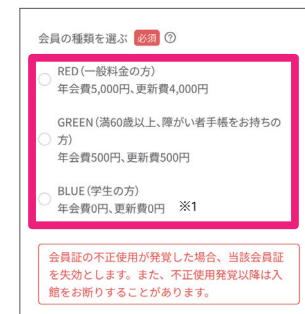 会員の種類を選ぶ 必須 ?
RED（一般料金の方）
年会費5,000円、更新費4,000円
GREEN（満60歳以上、障がい者手帳をお持ちの
方）
年会費500円、更新費500円
BLUE（学生の方）
年会費0円、更新費0円 ※1
会員証の不正使用が発覚した場合、当該会員証
を失効とします。また、不正使用発覚以降は入
館をお断りすることがあります。